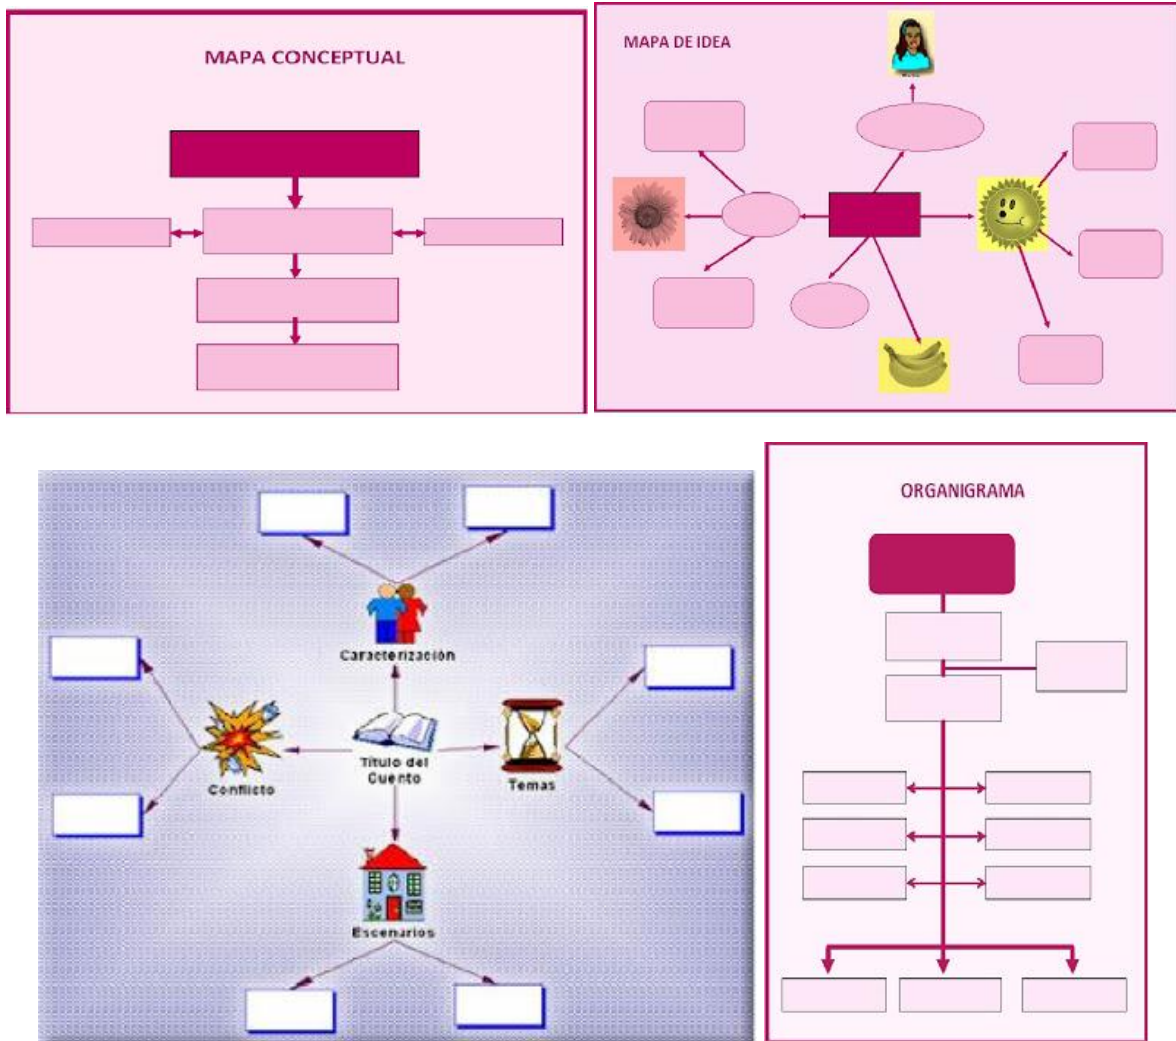 MAPA CONCEPTUAL
MAPA DE IDEA
Caracterización
Conflicto
Título del
Cuento
Temas
Escenarios
ORGANIGRAMA